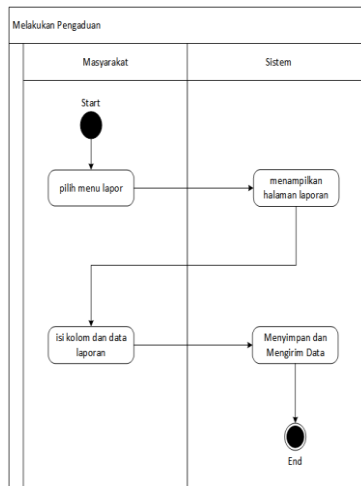 Melakukan Pengaduan
Masyarakat
Sistem
Start
pilih menu lapor
menampilkan
halaman laporan
isi kolom dan data
laporan
Menyimpan dan
Mengirim Data
End